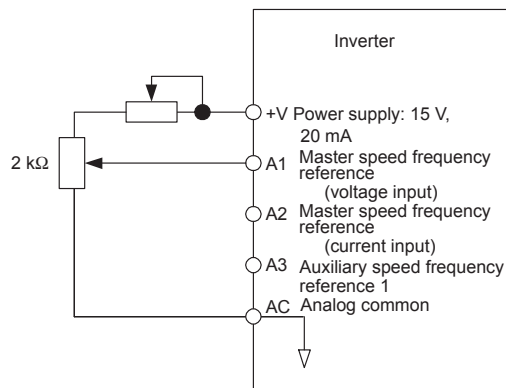 Inverter
+V Power supply: 15 V,
20 mA
2 kΩ
A1 Master speed frequency
reference
(voltage input)
A2 Master speed frequency
reference
(current input)
A3 Auxiliary speed frequency
reference 1
AC Analog common